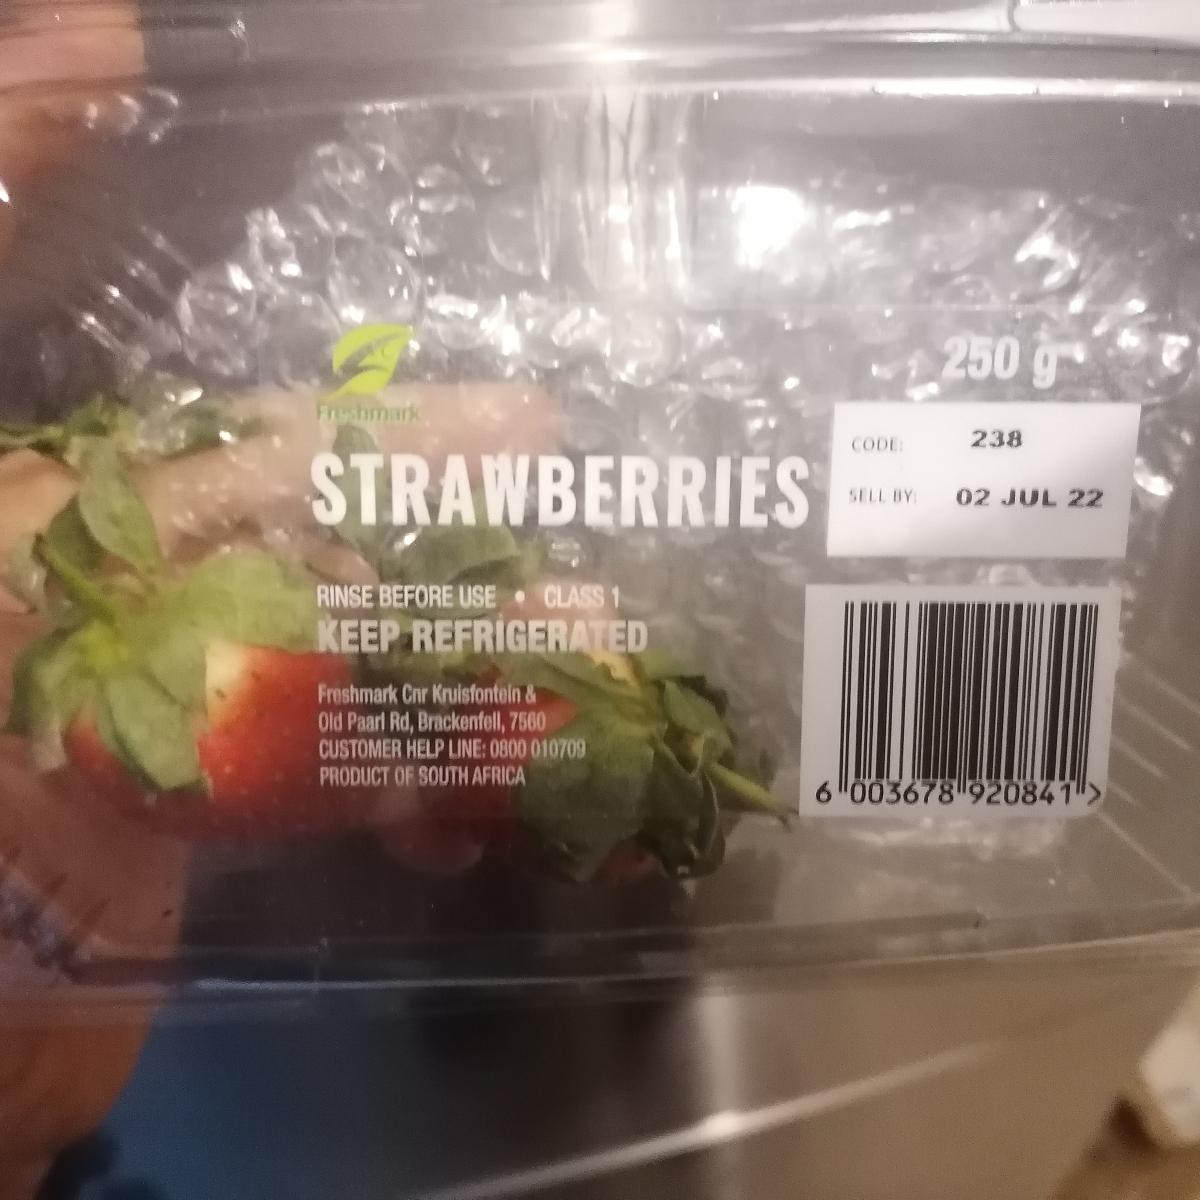 Freshmark
250 g
STRAWBERRIES
CODE: 238
SELL BY: 02 JUL 22
RINSE BEFORE USE • CLASS 1
KEEP REFRIGERATED
Freshmark Cnr Kruisfontein &
Old Paarl Rd, Brackenfell, 7560
CUSTOMER HELP LINE: 0800 010709
PRODUCT OF SOUTH AFRICA
6 003678 920841 >